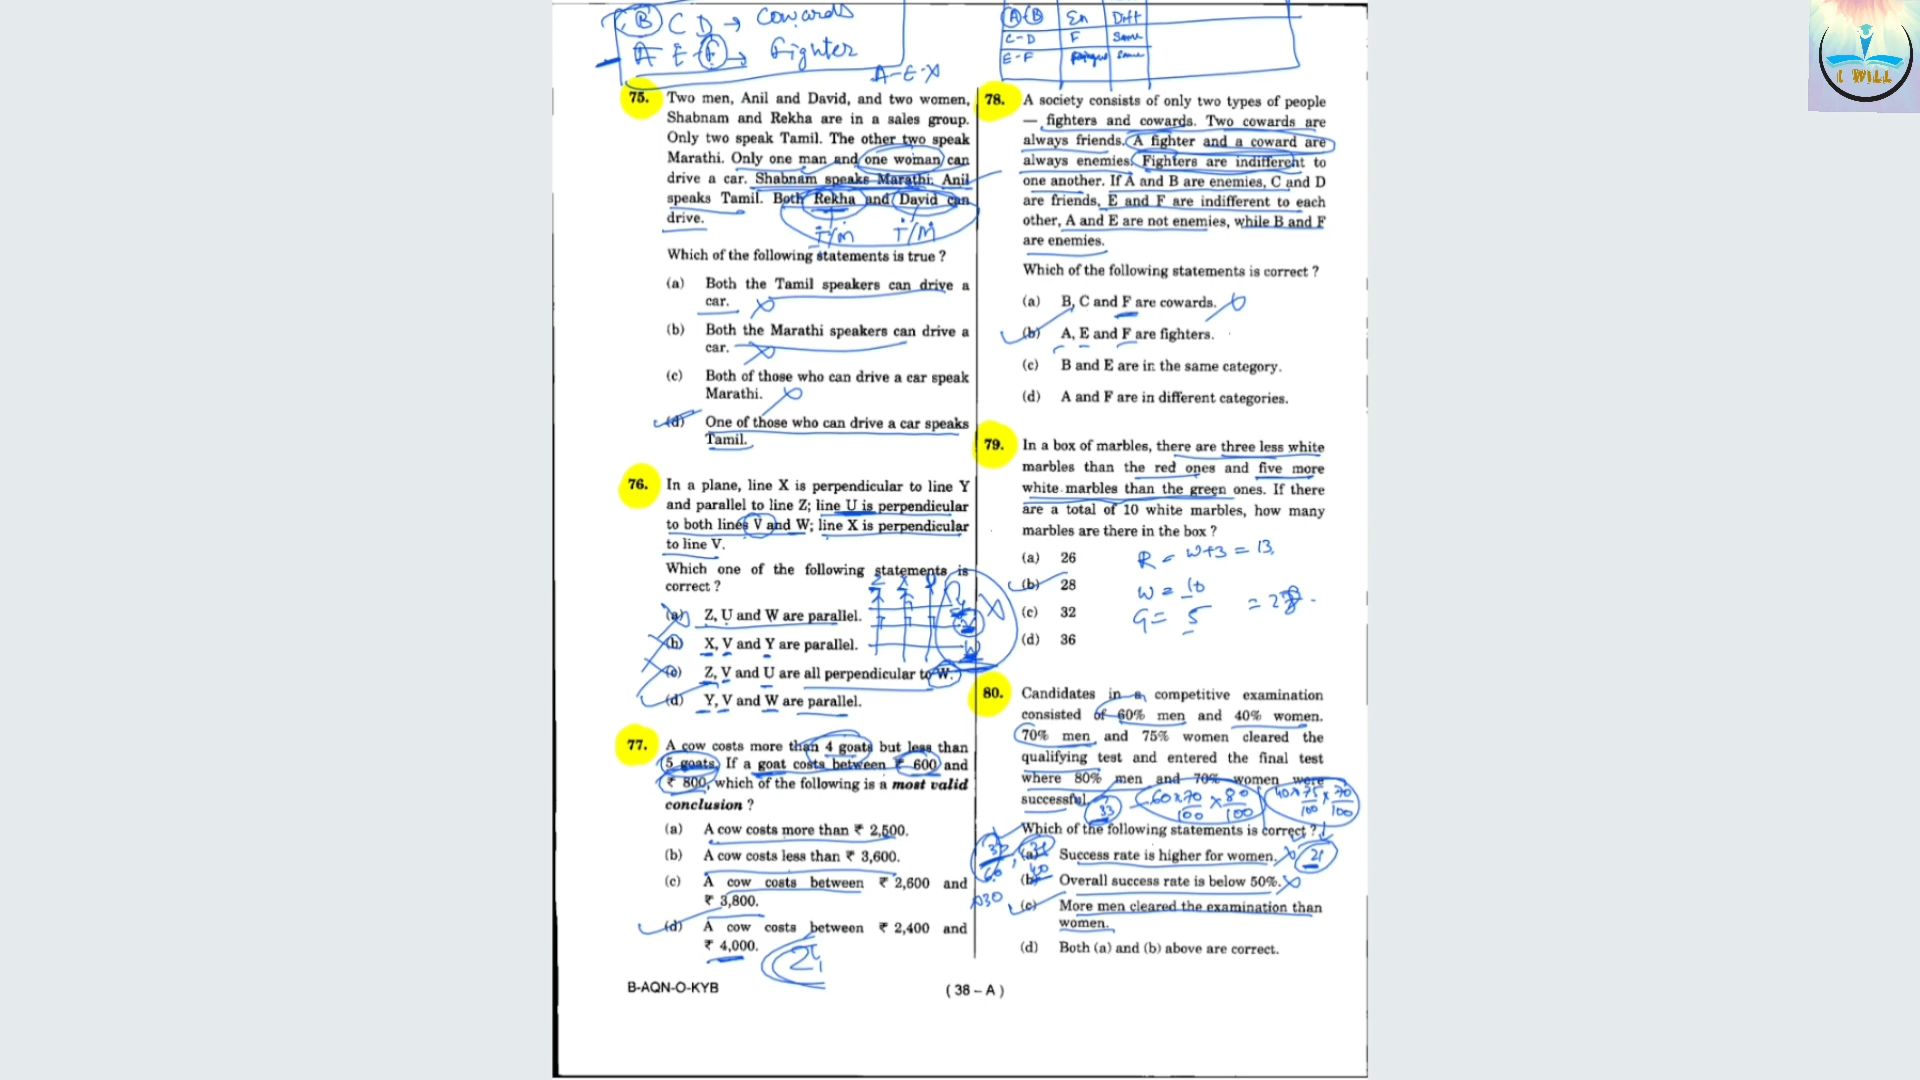 B C D → Cowards
A E F → Fighter
A-E-X
75. Two men, Anil and David, and two women,
Shabnam and Rekha are in a sales group.
Only two speak Tamil. The other two speak
Marathi. Only one man and one woman can
drive a car. Shabnam speaks Marathi. Anil
speaks Tamil. Both Rekha and David can
drive.
T/M T/M
Which of the following statements is true ?
(a) Both the Tamil speakers can drive a
car.
(b) Both the Marathi speakers can drive a
car.
(c) Both of those who can drive a car speak
Marathi.
(d) One of those who can drive a car speaks
Tamil.
76. In a plane, line X is perpendicular to line Y
and parallel to line Z; line U is perpendicular
to both lines V and W; line X is perpendicular
to line V.
Which one of the following statements is
correct ?
(a) Z, U and W are parallel.
(b) X, V and Y are parallel.
(c) Z, V and U are all perpendicular to W.
(d) Y, V and W are parallel.
Z X U
Y
V
W
77. A cow costs more than 4 goats but less than
5 goats. If a goat costs between ₹ 600 and
₹ 800, which of the following is a most valid
conclusion ?
(a) A cow costs more than ₹ 2,500.
(b) A cow costs less than ₹ 3,600.
(c) A cow costs between ₹ 2,600 and
₹ 3,800.
(d) A cow costs between ₹ 2,400 and
₹ 4,000.
B-AQN-O-KYB
(A)-(B) En Diff
C-D F Same
E-F Same
78. A society consists of only two types of people
— fighters and cowards. Two cowards are
always friends. A fighter and a coward are
always enemies. Fighters are indifferent to
one another. If A and B are enemies, C and D
are friends, E and F are indifferent to each
other, A and E are not enemies, while B and F
are enemies.
Which of the following statements is correct ?
(a) B, C and F are cowards.
(b) A, E and F are fighters.
(c) B and E are in the same category.
(d) A and F are in different categories.
79. In a box of marbles, there are three less white
marbles than the red ones and five more
white marbles than the green ones. If there
are a total of 10 white marbles, how many
marbles are there in the box ?
(a) 26
(b) 28
(c) 32
(d) 36
R = W+3 = 13
W = 10
G = 5 = 28
80. Candidates in a competitive examination
consisted of 60% men and 40% women.
70% men and 75% women cleared the
qualifying test and entered the final test
where 80% men and 70% women were
successful.
33 60×70/100 × 80/100 40×75/100 × 70/100
Which of the following statements is correct ?
(a) Success rate is higher for women.
21
(b) Overall success rate is below 50%.
(c) More men cleared the examination than
women.
(d) Both (a) and (b) above are correct.
( 38 – A )
I WILL